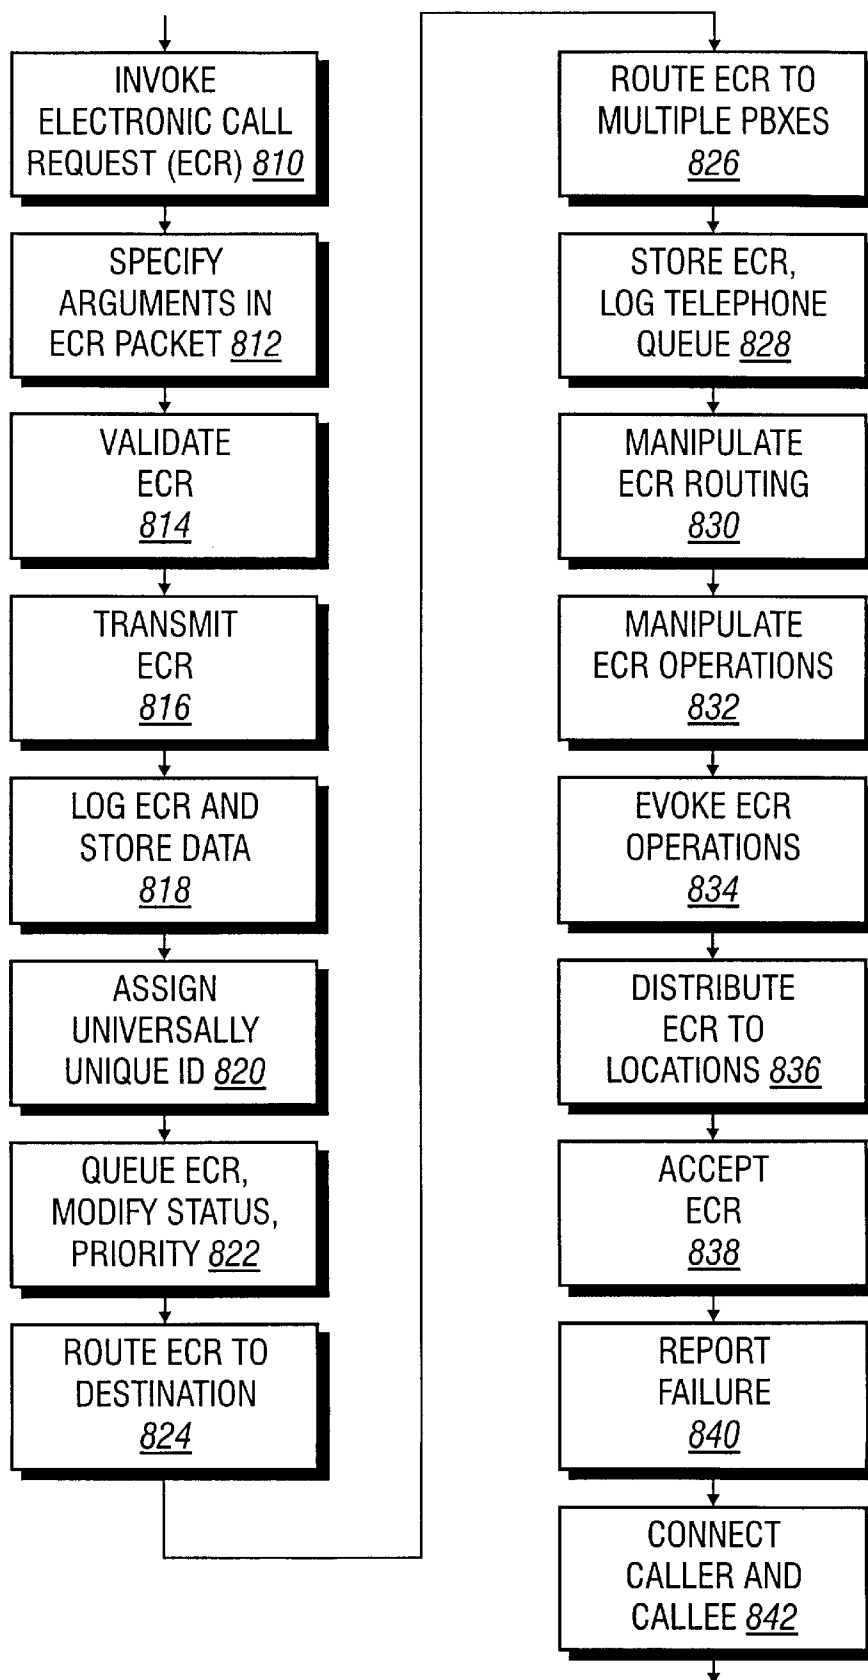 INVOKE
ELECTRONIC CALL
REQUEST (ECR) 810
SPECIFY
ARGUMENTS IN
ECR PACKET 812
VALIDATE
ECR
814
TRANSMIT
ECR
816
LOG ECR AND
STORE DATA
818
ASSIGN
UNIVERSALLY
UNIQUE ID 820
QUEUE ECR,
MODIFY STATUS,
PRIORITY 822
ROUTE ECR TO
DESTINATION
824
ROUTE ECR TO
MULTIPLE PBXES
826
STORE ECR,
LOG TELEPHONE
QUEUE 828
MANIPULATE
ECR ROUTING
830
MANIPULATE
ECR OPERATIONS
832
EVOKE ECR
OPERATIONS
834
DISTRIBUTE
ECR TO
LOCATIONS 836
ACCEPT
ECR
838
REPORT
FAILURE
840
CONNECT
CALLER AND
CALLEE 842